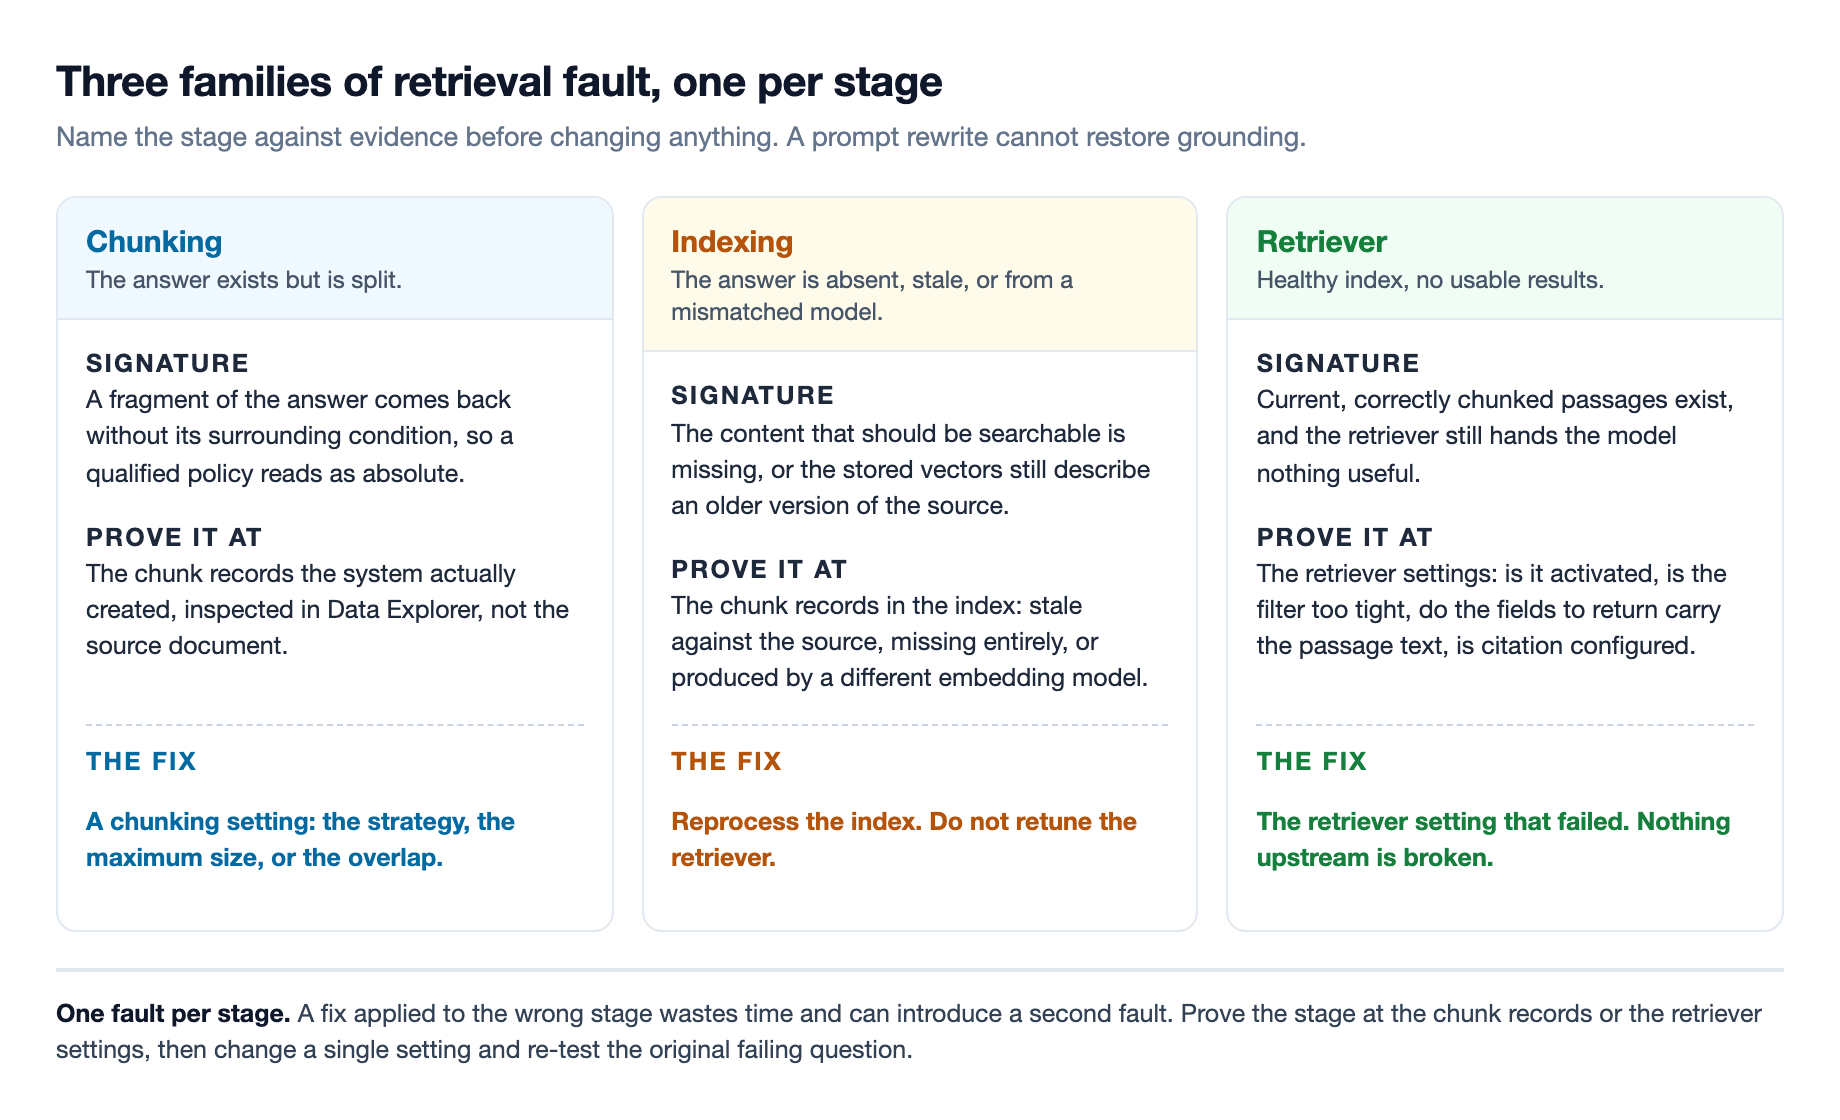 Three families of retrieval fault, one per stage
Name the stage against evidence before changing anything. A prompt rewrite cannot restore grounding.
Chunking
The answer exists but is split.
SIGNATURE
A fragment of the answer comes back
without its surrounding condition, so a
qualified policy reads as absolute.
PROVE IT AT
The chunk records the system actually
created, inspected in Data Explorer, not the
source document.
THE FIX
A chunking setting: the strategy, the
maximum size, or the overlap.
Indexing
The answer is absent, stale, or from a
mismatched model.
SIGNATURE
The content that should be searchable is
missing, or the stored vectors still describe
an older version of the source.
PROVE IT AT
The chunk records in the index: stale
against the source, missing entirely, or
produced by a different embedding model.
THE FIX
Reprocess the index. Do not retune the
retriever.
Retriever
Healthy index, no usable results.
SIGNATURE
Current, correctly chunked passages exist,
and the retriever still hands the model
nothing useful.
PROVE IT AT
The retriever settings: is it activated, is the
filter too tight, do the fields to return carry
the passage text, is citation configured.
THE FIX
The retriever setting that failed. Nothing
upstream is broken.
One fault per stage. A fix applied to the wrong stage wastes time and can introduce a second fault. Prove the stage at the chunk records or the retriever
settings, then change a single setting and re-test the original failing question.